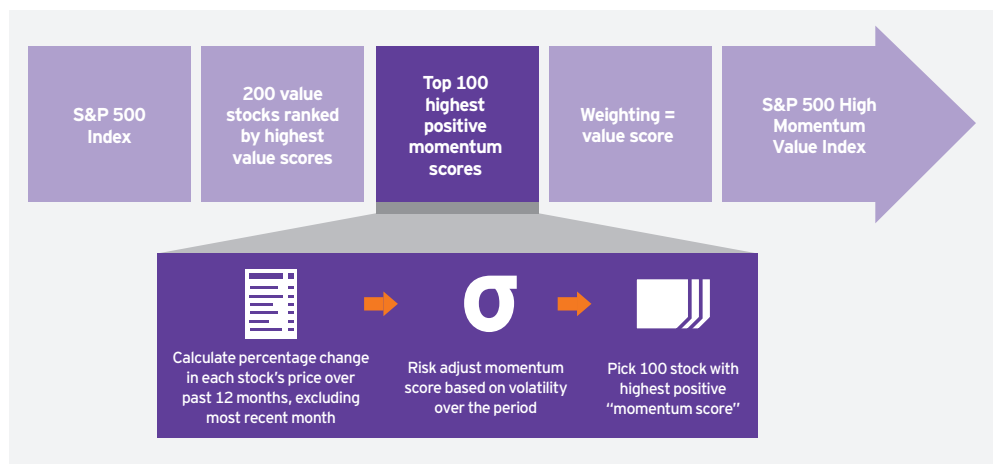 S&P 500
Index
200 value
stocks ranked
by highest
value scores
Top 100
highest
positive
momentum
scores
Weighting =
value score
S&P 500 High
Momentum
Value Index
Calculate percentage change
in each stock's price over
past 12 months, excluding
most recent month
σ
Risk adjust momentum
score based on volatility
over the period
Pick 100 stock with
highest positive
“momentum score”